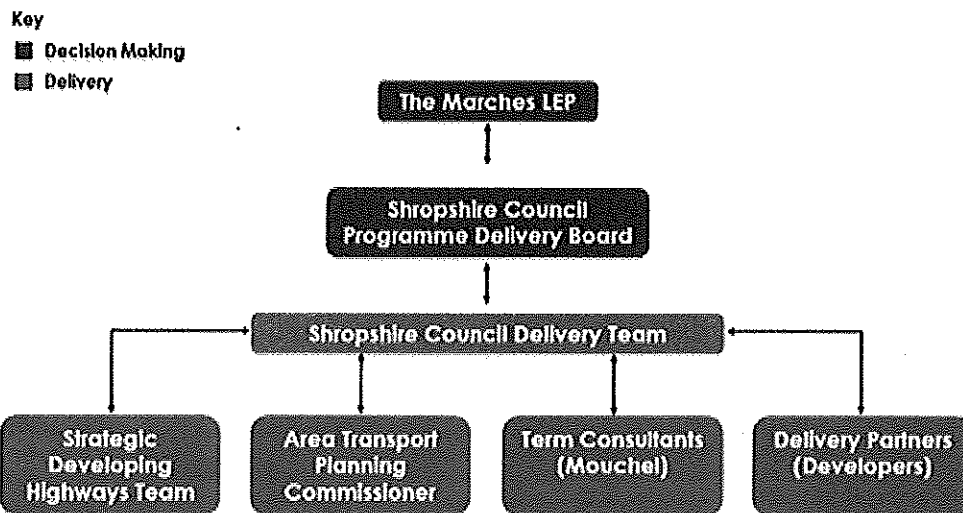 Key
Decision Making
Delivery
The Marches LEP
Shropshire Council
Programme Delivery Board
Shropshire Council Delivery Team
Strategic
Developing
Highways Team
Area Transport
Planning
Commissioner
Term Consultants
(Mouchel)
Delivery Partners
(Developers)